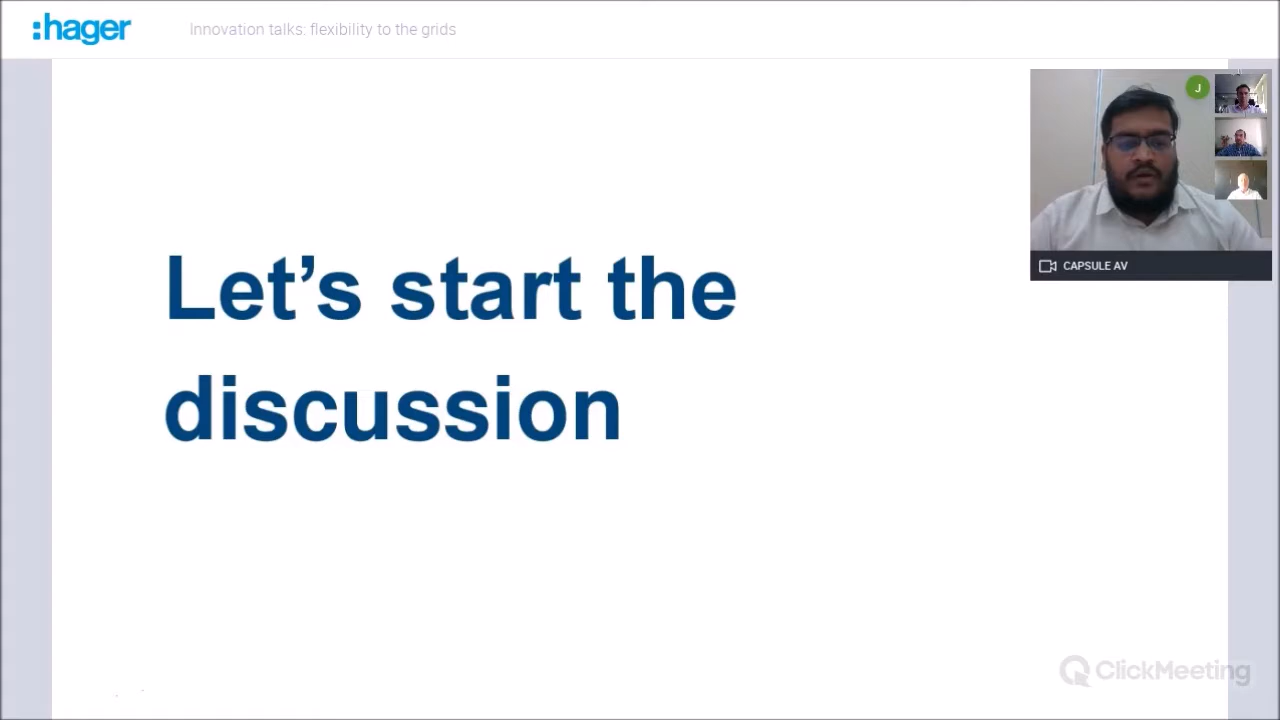 :hager
Innovation talks: flexibility to the grids
J
CAPSULE AV
Let’s start the
discussion
ClickMeeting